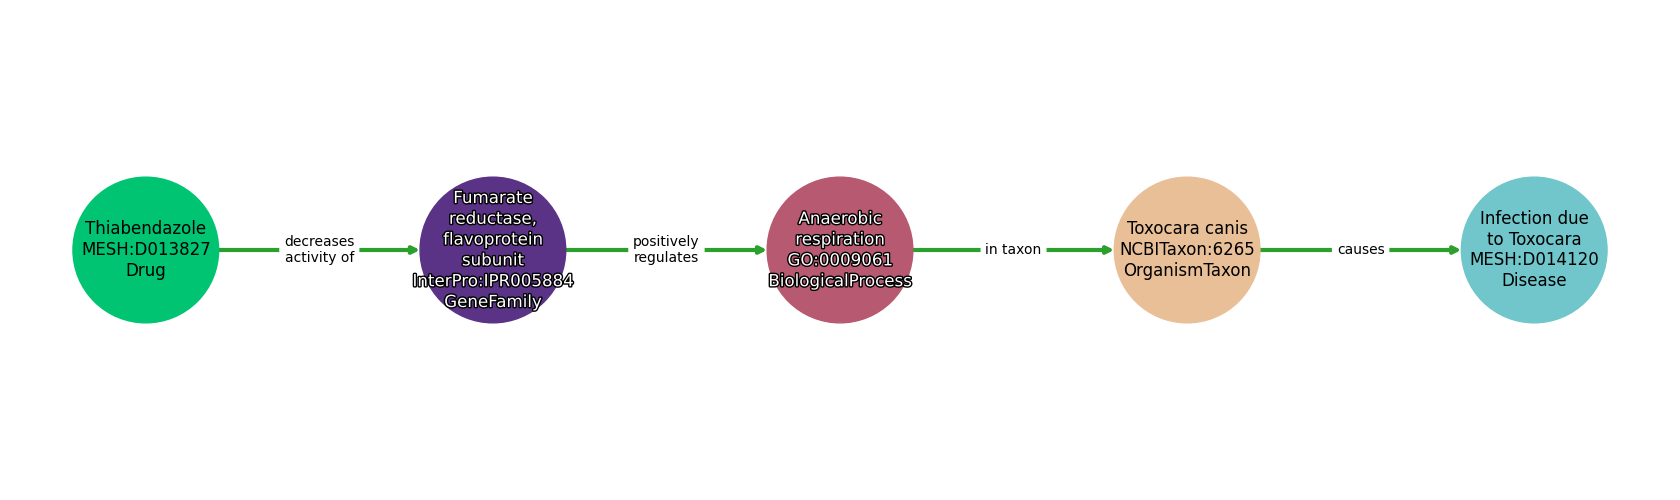 Thiabendazole
MESH:D013827
Drug
decreases
activity of
Fumarate
reductase,
flavoprotein
subunit
InterPro:IPR005884
GeneFamily
positively
regulates
Anaerobic
respiration
GO:0009061
BiologicalProcess
in taxon
Toxocara canis
NCBITaxon:6265
OrganismTaxon
causes
Infection due
to Toxocara
MESH:D014120
Disease